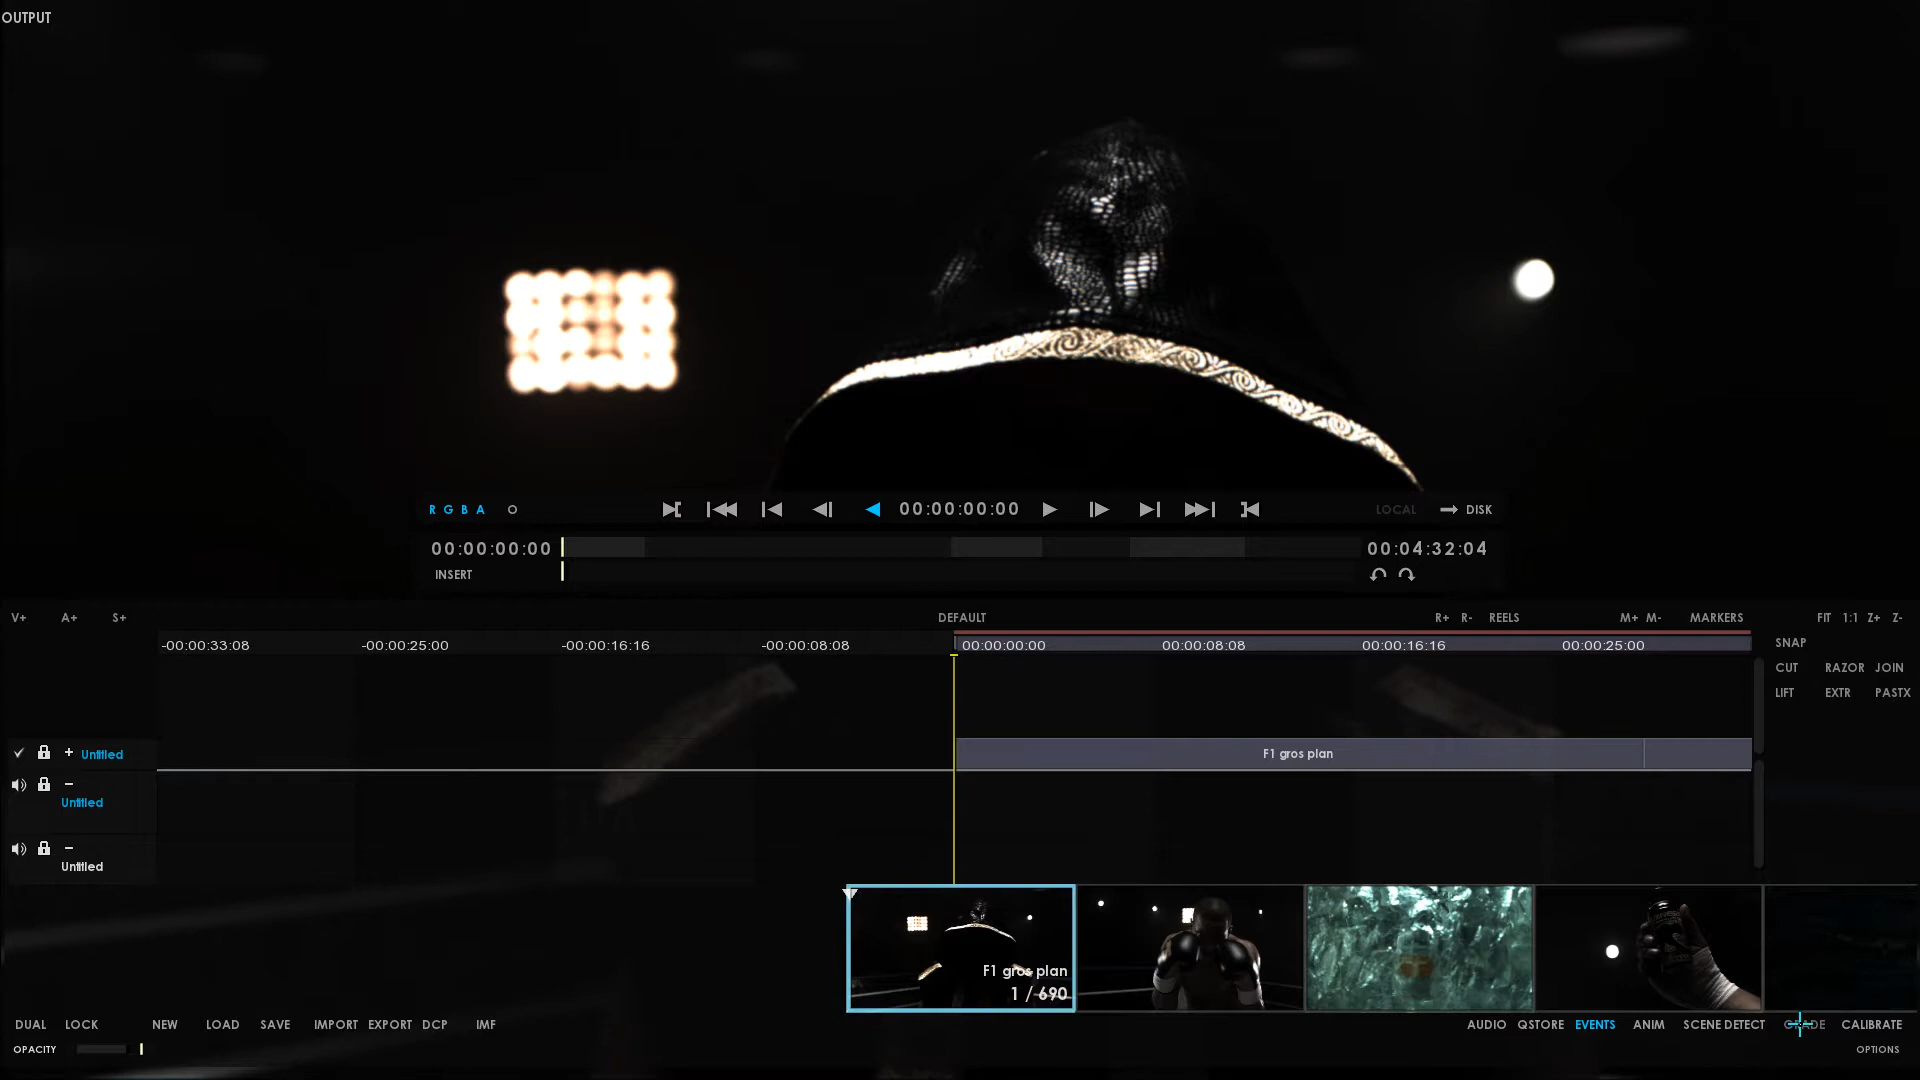 OUTPUT
R G B A O
00:00:00:00
LOCAL
DISK
00:00:00:00
00:04:32:04
INSERT
V+ A+ S+
DEFAULT
R+ R- REELS
M+ M- MARKERS
FIT 1:1 Z+ Z-
-00:00:33:08 -00:00:25:00 -00:00:16:16 -00:00:08:08 00:00:00:00 00:00:08:08 00:00:16:16 00:00:25:00
SNAP
CUT RAZOR JOIN
LIFT EXTR PASTX
+ Untitled
F1 gros plan
–
Untitled
–
Untitled
F1 gros plan
1 / 690
DUAL LOCK NEW LOAD SAVE IMPORT EXPORT DCP IMF
AUDIO QSTORE EVENTS ANIM SCENE DETECT GRADE CALIBRATE
OPACITY
OPTIONS